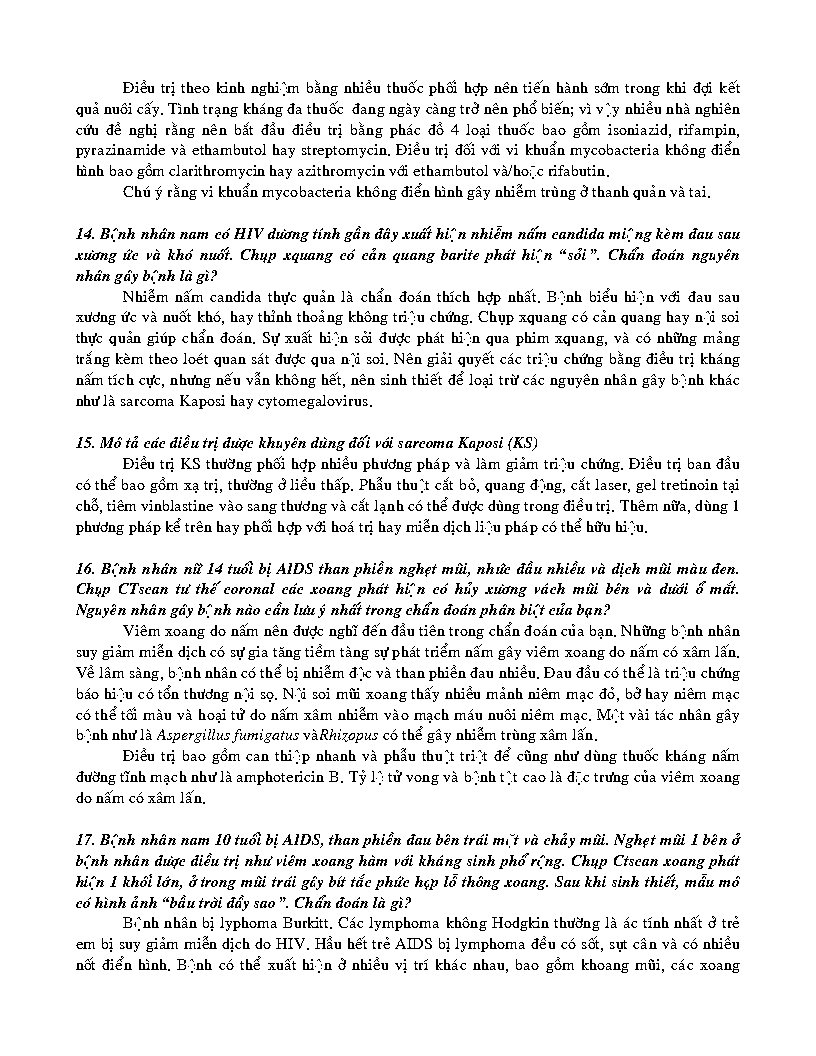 Điều trị theo kinh nghiệm bằng nhiều thuốc phối hợp nên tiến hành sớm trong khi đợi kết
quả nuôi cấy. Tình trạng kháng đa thuốc đang ngày càng trở nên phổ biến; vì vậy nhiều nhà nghiên
cứu đề nghị rằng nên bắt đầu điều trị bằng phác đồ 4 loại thuốc bao gồm isoniazid, rifampin,
pyrazinamide và ethambutol hay streptomycin. Điều trị đối với vi khuẩn mycobacteria không điển
hình bao gồm clarithromycin hay azithromycin với ethambutol và/hoặc rifabutin.
Chú ý rằng vi khuẩn mycobacteria không điển hình gây nhiễm trùng ở thanh quản và tai.
14. Bệnh nhân nam có HIV dương tính gần đây xuất hiện nhiễm nấm candida miệng kèm đau sau
xương ức và khó nuốt. Chụp xquang có cản quang barite phát hiện “sỏi”. Chẩn đoán nguyên
nhân gây bệnh là gì?
Nhiễm nấm candida thực quản là chẩn đoán thích hợp nhất. Bệnh biểu hiện với đau sau
xương ức và nuốt khó, hay thỉnh thoảng không triệu chứng. Chụp xquang có cản quang hay nội soi
thực quản giúp chẩn đoán. Sự xuất hiện sỏi được phát hiện qua phim xquang, và có những mảng
trắng kèm theo loét quan sát được qua nội soi. Nên giải quyết các triệu chứng bằng điều trị kháng
nấm tích cực, nhưng nếu vẫn không hết, nên sinh thiết để loại trừ các nguyên nhân gây bệnh khác
như là sarcoma Kaposi hay cytomegalovirus.
15. Mô tả các điều trị được khuyên dùng đối với sarcoma Kaposi (KS)
Điều trị KS thường phối hợp nhiều phương pháp và làm giảm triệu chứng. Điều trị ban đầu
có thể bao gồm xạ trị, thường ở liều thấp. Phẫu thuật cắt bỏ, quang động, cắt laser, gel tretinoin tại
chỗ, tiêm vinblastine vào sang thương và cắt lạnh có thể được dùng trong điều trị. Thêm nữa, dùng 1
phương pháp kể trên hay phối hợp với hoá trị hay miễn dịch liệu pháp có thể hữu hiệu.
16. Bệnh nhân nữ 14 tuổi bị AIDS than phiền nghẹt mũi, nhức đầu nhiều và dịch mũi màu đen.
Chụp CTscan tư thế coronal các xoang phát hiện có hủy xương vách mũi bên và dưới ổ mắt.
Nguyên nhân gây bệnh nào cần lưu ý nhất trong chẩn đoán phân biệt của bạn?
Viêm xoang do nấm nên được nghĩ đến đầu tiên trong chẩn đoán của bạn. Những bệnh nhân
suy giảm miễn dịch có sự gia tăng tiềm tàng sự phát triểm nấm gây viêm xoang do nấm có xâm lấn.
Về lâm sàng, bệnh nhân có thể bị nhiễm độc và than phiền đau nhiều. Đau đầu có thể là triệu chứng
báo hiệu có tổn thương nội sọ. Nội soi mũi xoang thấy nhiều mảnh niêm mạc đỏ, bở hay niêm mạc
có thể tối màu và hoại tử do nấm xâm nhiễm vào mạch máu nuôi niêm mạc. Một vài tác nhân gây
bệnh như là Aspergillus fumigatus vàRhizopus có thể gây nhiễm trùng xâm lấn.
Điều trị bao gồm can thiệp nhanh và phẫu thuật triệt để cũng như dùng thuốc kháng nấm
đường tĩnh mạch như là amphotericin B. Tỷ lệ tử vong và bệnh tật cao là đặc trưng của viêm xoang
do nấm có xâm lấn.
17. Bệnh nhân nam 10 tuổi bị AIDS, than phiền đau bên trái mặt và chảy mũi. Nghẹt mũi 1 bên ở
bệnh nhân được điều trị như viêm xoang hàm với kháng sinh phổ rộng. Chụp Ctscan xoang phát
hiện 1 khối lớn, ở trong mũi trái gây bít tắc phức hợp lỗ thông xoang. Sau khi sinh thiết, mẫu mô
có hình ảnh “bầu trời đầy sao”. Chẩn đoán là gì?
Bệnh nhân bị lyphoma Burkitt. Các lymphoma không Hodgkin thường là ác tính nhất ở trẻ
em bị suy giảm miễn dịch do HIV. Hầu hết trẻ AIDS bị lymphoma đều có sốt, sụt cân và có nhiều
nốt điển hình. Bệnh có thể xuất hiện ở nhiều vị trí khác nhau, bao gồm khoang mũi, các xoang